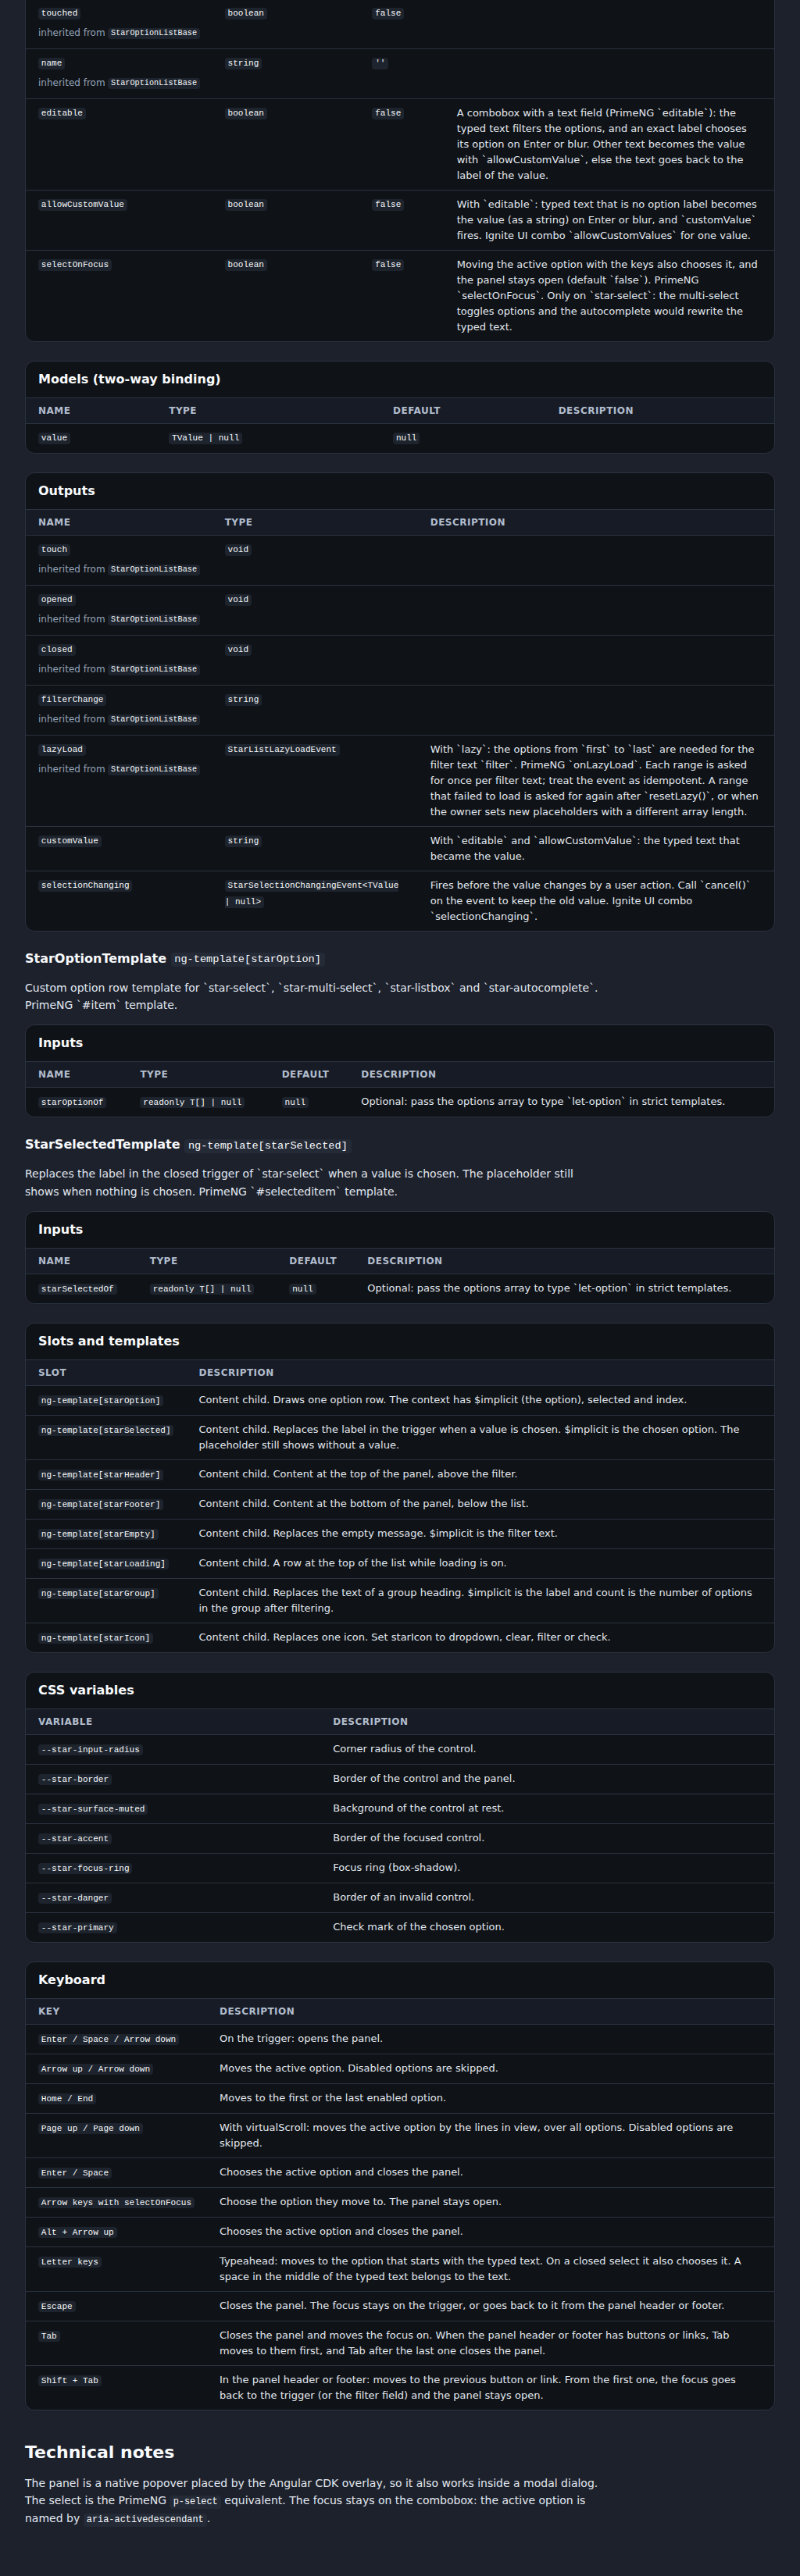 touched boolean false
inherited from StarOptionListBase
name string ''
inherited from StarOptionListBase
editable boolean false A combobox with a text field (PrimeNG `editable`): the
typed text filters the options, and an exact label chooses
its option on Enter or blur. Other text becomes the value
with `allowCustomValue`, else the text goes back to the
label of the value.
allowCustomValue boolean false With `editable`: typed text that is no option label becomes
the value (as a string) on Enter or blur, and `customValue`
fires. Ignite UI combo `allowCustomValues` for one value.
selectOnFocus boolean false Moving the active option with the keys also chooses it, and
the panel stays open (default `false`). PrimeNG
`selectOnFocus`. Only on `star-select`: the multi-select
toggles options and the autocomplete would rewrite the
typed text.
Models (two-way binding)
NAME TYPE DEFAULT DESCRIPTION
value TValue | null null
Outputs
NAME TYPE DESCRIPTION
touch void
inherited from StarOptionListBase
opened void
inherited from StarOptionListBase
closed void
inherited from StarOptionListBase
filterChange string
inherited from StarOptionListBase
lazyLoad StarListLazyLoadEvent With `lazy`: the options from `first` to `last` are needed for the
inherited from StarOptionListBase filter text `filter`. PrimeNG `onLazyLoad`. Each range is asked
for once per filter text; treat the event as idempotent. A range
that failed to load is asked for again after `resetLazy()`, or when
the owner sets new placeholders with a different array length.
customValue string With `editable` and `allowCustomValue`: the typed text that
became the value.
selectionChanging StarSelectionChangingEvent<TValue Fires before the value changes by a user action. Call `cancel()`
| null> on the event to keep the old value. Ignite UI combo
`selectionChanging`.
StarOptionTemplate ng-template[starOption]
Custom option row template for `star-select`, `star-multi-select`, `star-listbox` and `star-autocomplete`.
PrimeNG `#item` template.
Inputs
NAME TYPE DEFAULT DESCRIPTION
starOptionOf readonly T[] | null null Optional: pass the options array to type `let-option` in strict templates.
StarSelectedTemplate ng-template[starSelected]
Replaces the label in the closed trigger of `star-select` when a value is chosen. The placeholder still
shows when nothing is chosen. PrimeNG `#selecteditem` template.
Inputs
NAME TYPE DEFAULT DESCRIPTION
starSelectedOf readonly T[] | null null Optional: pass the options array to type `let-option` in strict templates.
Slots and templates
SLOT DESCRIPTION
ng-template[starOption] Content child. Draws one option row. The context has $implicit (the option), selected and index.
ng-template[starSelected] Content child. Replaces the label in the trigger when a value is chosen. $implicit is the chosen option. The
placeholder still shows without a value.
ng-template[starHeader] Content child. Content at the top of the panel, above the filter.
ng-template[starFooter] Content child. Content at the bottom of the panel, below the list.
ng-template[starEmpty] Content child. Replaces the empty message. $implicit is the filter text.
ng-template[starLoading] Content child. A row at the top of the list while loading is on.
ng-template[starGroup] Content child. Replaces the text of a group heading. $implicit is the label and count is the number of options
in the group after filtering.
ng-template[starIcon] Content child. Replaces one icon. Set starIcon to dropdown, clear, filter or check.
CSS variables
VARIABLE DESCRIPTION
--star-input-radius Corner radius of the control.
--star-border Border of the control and the panel.
--star-surface-muted Background of the control at rest.
--star-accent Border of the focused control.
--star-focus-ring Focus ring (box-shadow).
--star-danger Border of an invalid control.
--star-primary Check mark of the chosen option.
Keyboard
KEY DESCRIPTION
Enter / Space / Arrow down On the trigger: opens the panel.
Arrow up / Arrow down Moves the active option. Disabled options are skipped.
Home / End Moves to the first or the last enabled option.
Page up / Page down With virtualScroll: moves the active option by the lines in view, over all options. Disabled options are
skipped.
Enter / Space Chooses the active option and closes the panel.
Arrow keys with selectOnFocus Choose the option they move to. The panel stays open.
Alt + Arrow up Chooses the active option and closes the panel.
Letter keys Typeahead: moves to the option that starts with the typed text. On a closed select it also chooses it. A
space in the middle of the typed text belongs to the text.
Escape Closes the panel. The focus stays on the trigger, or goes back to it from the panel header or footer.
Tab Closes the panel and moves the focus on. When the panel header or footer has buttons or links, Tab
moves to them first, and Tab after the last one closes the panel.
Shift + Tab In the panel header or footer: moves to the previous button or link. From the first one, the focus goes
back to the trigger (or the filter field) and the panel stays open.
Technical notes
The panel is a native popover placed by the Angular CDK overlay, so it also works inside a modal dialog.
The select is the PrimeNG p-select equivalent. The focus stays on the combobox: the active option is
named by aria-activedescendant.